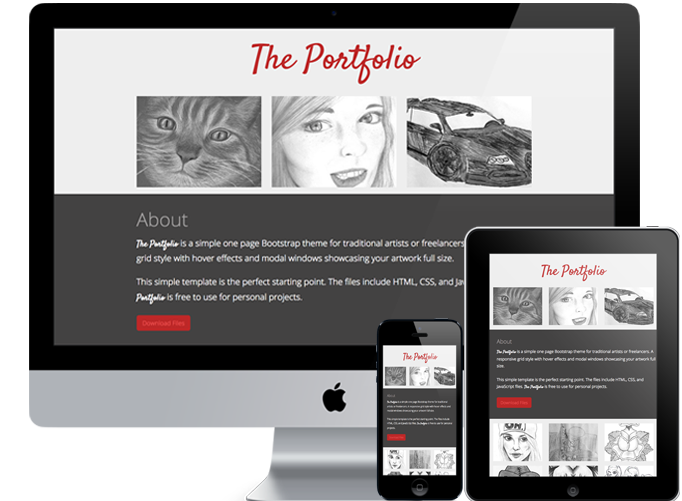 The Portfolio
About
The Portfolio is a simple one page Bootstrap theme for traditional artists or freelancers
grid style with hover effects and modal windows showcasing your artwork full size.
This simple template is the perfect starting point. The files include HTML, CSS, and Jav
Portfolio is free to use for personal projects.
Download Files
The Portfolio
About
The Portfolio is a simple one page Bootstrap theme for traditional artists or freelancers. A
responsive grid style with hover effects and modal windows showcasing your artwork full
size.
This simple template is the perfect starting point. The files include HTML, CSS, and
JavaScript files. The Portfolio is free to use for personal projects.
Download Files
The Portfolio
About